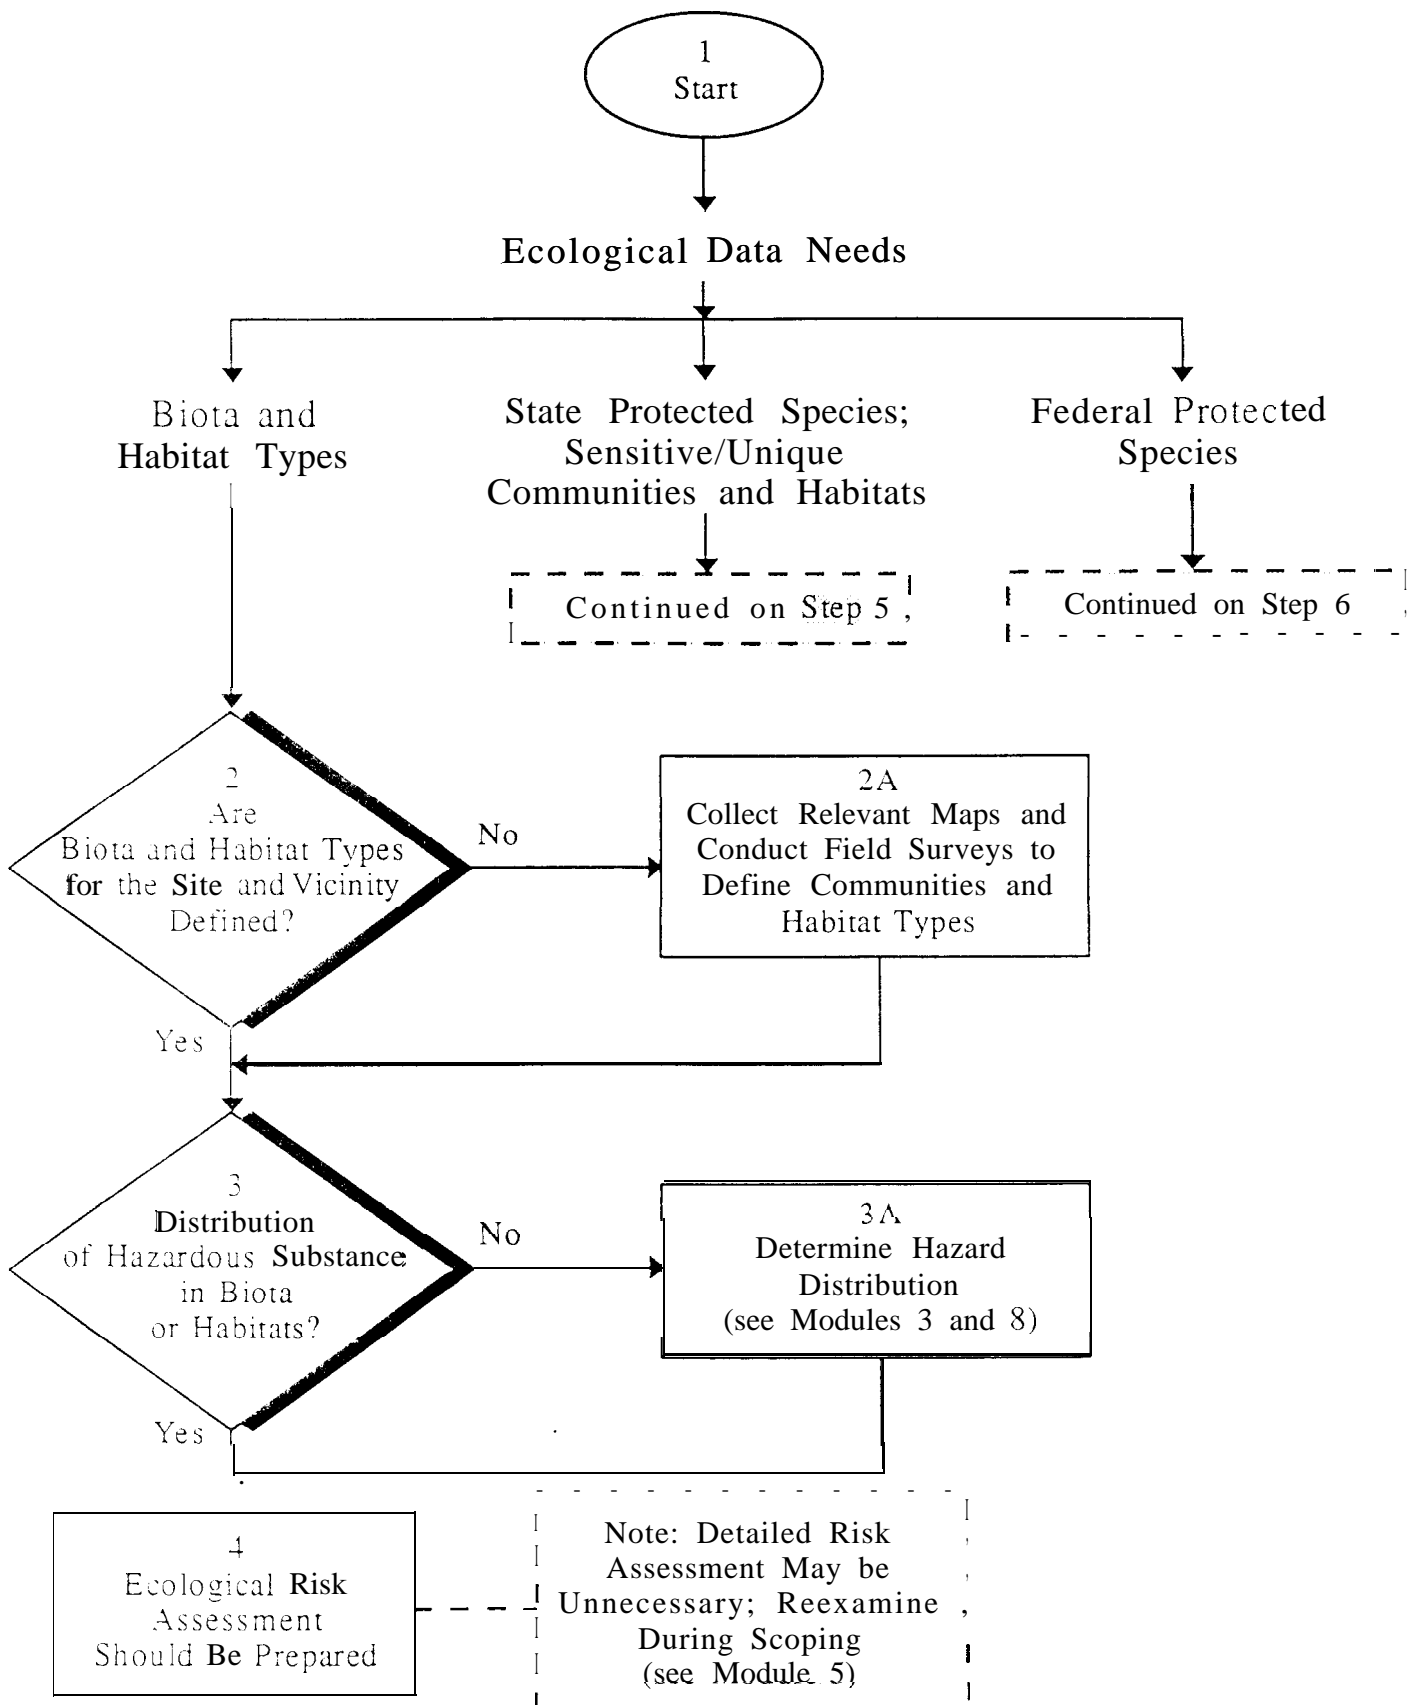 1
Start
Ecological Data Needs
Biota and
Habitat Types
State Protected Species;
Sensitive/Unique
Communities and Habitats
Federal Protected
Species
Continued on Step 5
Continued on Step 6
2
Are
Biota and Habitat Types
for the Site and Vicinity
Defined?
No
2A
Collect Relevant Maps and
Conduct Field Surveys to
Define Communities and
Habitat Types
Yes
3
Distribution
of Hazardous Substance
in Biota
or Habitats?
No
3A
Determine Hazard
Distribution
(see Modules 3 and 8)
Yes
4
Ecological Risk
Assessment
Should Be Prepared
Note: Detailed Risk
Assessment May be
Unnecessary; Reexamine
During Scoping
(see Module 5)